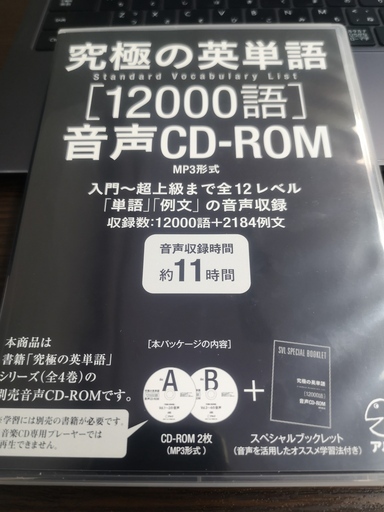 究極の英単語
Standard Vocabulary List
[12000語]
音声CD-ROM
MP3形式
入門〜超上級まで全12レベル
「単語」「例文」の音声収録
収録数：12000語+2184例文
音声収録時間
約11時間
本商品は
書籍「究極の英単語」
シリーズ(全4巻)の
別売音声CD-ROMです。
※学習には別売の書籍が必要です。
音楽CD専用プレーヤーでは
再生できません。
[本パッケージの内容]
A
B
+
CD-ROM 2枚
(MP3形式)
SVL SPECIAL BOOKLET
究極の英単語
[12000語]
音声CD-ROM
スペシャルブックレット
(音声を活用したオススメ学習法付き)